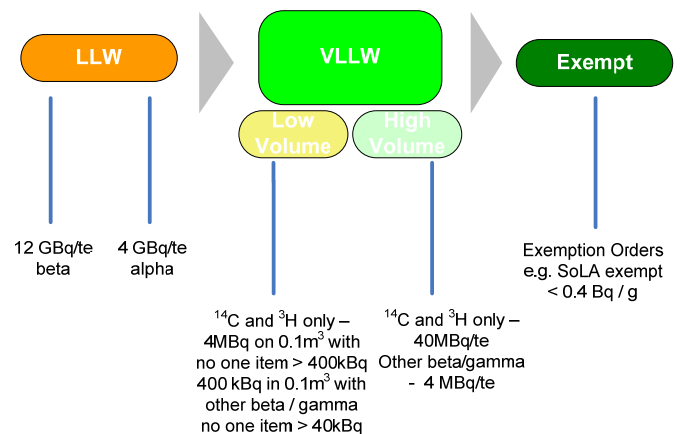 LLW
VLLW
Exempt
Low
Volume
High
Volume
12 GBq/te
beta
4 GBq/te
alpha
Exemption Orders
e.g. SoLA exempt
< 0.4 Bq / g
¹⁴C and ³H only –
4MBq on 0.1m³ with
no one item > 400kBq
400 kBq in 0.1m³ with
other beta / gamma
no one item > 40kBq
¹⁴C and ³H only –
40MBq/te
Other beta/gamma
- 4 MBq/te